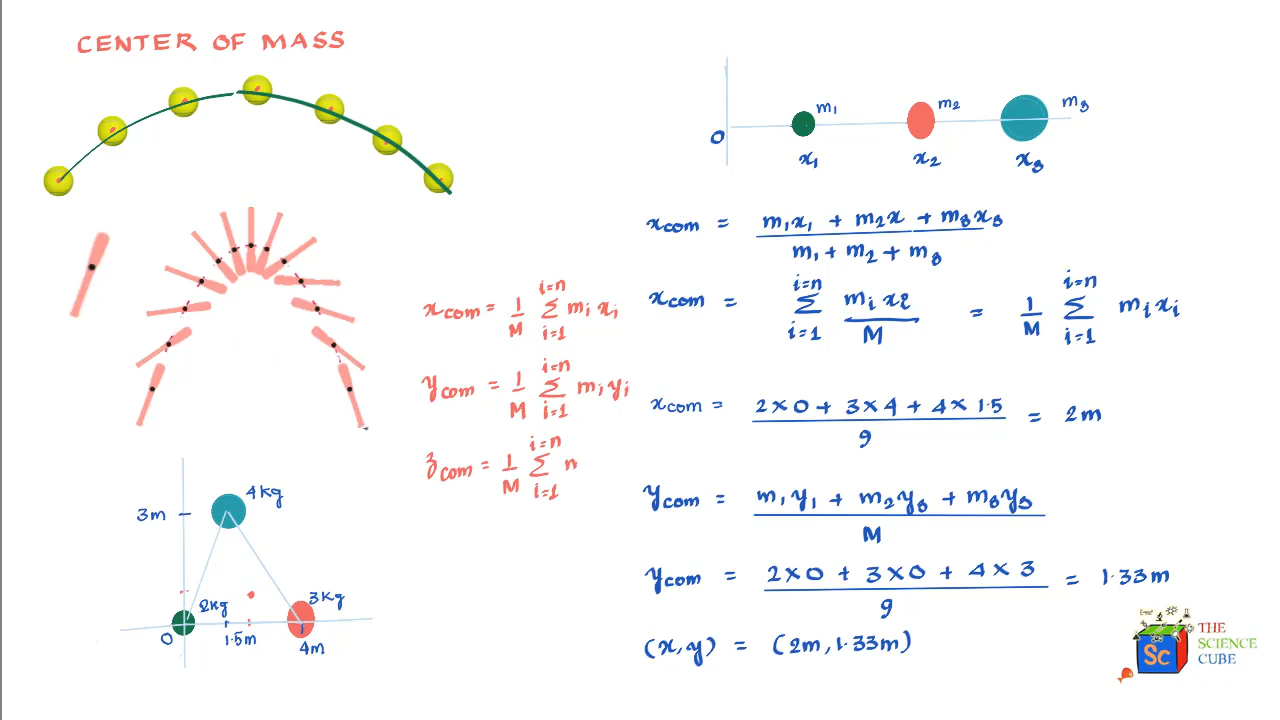 CENTER OF MASS
m₁ m₂ m₃
0
x₁ x₂ x₃
xcom = m₁x₁ + m₂x + m₃x₃
m₁ + m₂ + m₃
xcom = i=n ∑ i=1 mᵢ x2 / M = 1/M i=n ∑ i=1 mᵢ xᵢ
xcom = 1/M i=n ∑ i=1 mᵢ xᵢ
ycom = 1/M i=n ∑ i=1 mᵢ yᵢ
zcom = 1/M i=n ∑ i=1 n
xcom = 2×0 + 3×4 + 4×1.5 / 9 = 2m
ycom = m₁y₁ + m₂y₃ + m₃y₃ / M
ycom = 2×0 + 3×0 + 4×3 / 9 = 1.33m
(x,y) = (2m, 1.33m)
4kg
3m
2kg
3kg
0
1.5m
4m
Sc
THE
SCIENCE
CUBE